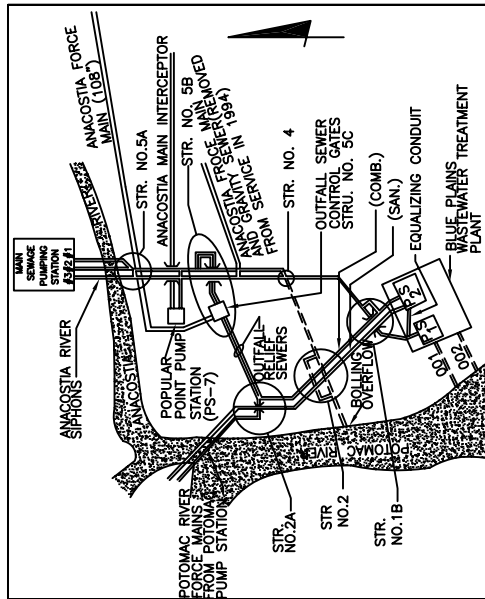 MAIN
SEWAGE
PUMPING
STATION
#3 #2 #1
ANACOSTIA FORCE
MAIN (108")
ANACOSTIA RIVER
SIPHONS
ANACOSTIA
RIVER
STR. NO.5A
ANACOSTIA MAIN INTERCEPTOR
STR. NO. 5B
POPULAR
POINT PUMP
STATION
(PS-7)
ANACOSTIA FROCE MAIN
AND GRAVITY SEWER(REMOVED
FROM SERVICE IN 1994)
STR. NO. 4
OUTFALL
RELIEF
SEWERS
OUTFALL SEWER
CONTROL GATES
STRU. NO. 5C
POTOMAC RIVER
FORCE MAINS
FROM POTOMAC
PUMP STATION
STR.
NO.2A
STR
NO.2
STR.
NO.1B
BOLLING
OVERFLOW
POTOMAC RIVER
(COMB.)
(SAN.)
EQUALIZING CONDUIT
BLUE PLAINS
WASTEWATER TREATMENT
PLANT
PS
1
PS
2
001
002